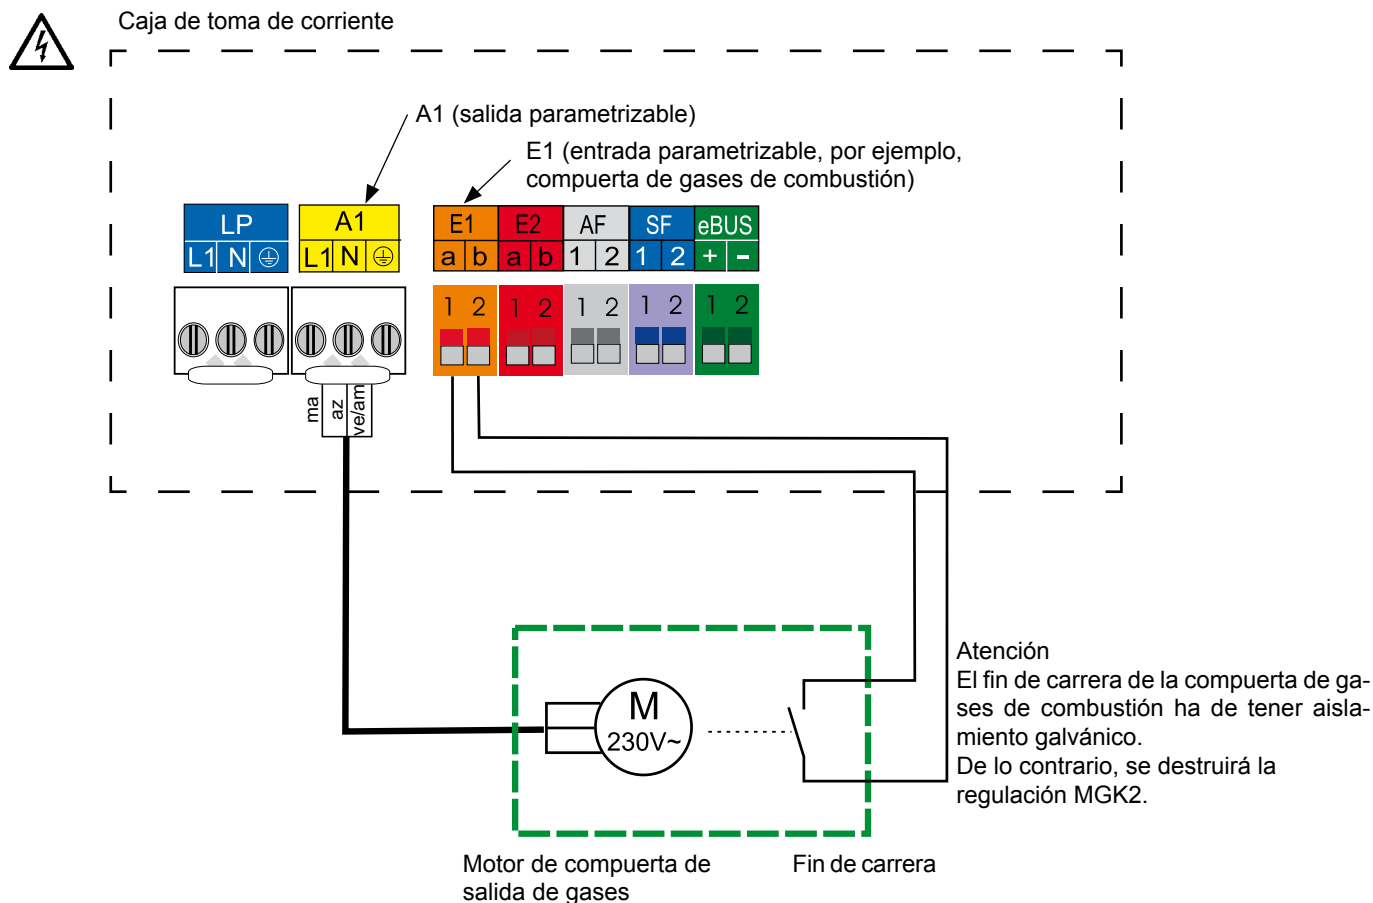 Caja de toma de corriente
A1 (salida parametrizable)
E1 (entrada parametrizable, por ejemplo,
compuerta de gases de combustión)
LP A1 E1 E2 AF SF eBUS
L1 N L1 N a b a b 1 2 1 2 + -
1 2 1 2 1 2 1 2 1 2
ma
az
ve/am
M
230V~
Atención
El fin de carrera de la compuerta de ga-
ses de combustión ha de tener aisla-
miento galvánico.
De lo contrario, se destruirá la
regulación MGK2.
Motor de compuerta de
salida de gases
Fin de carrera